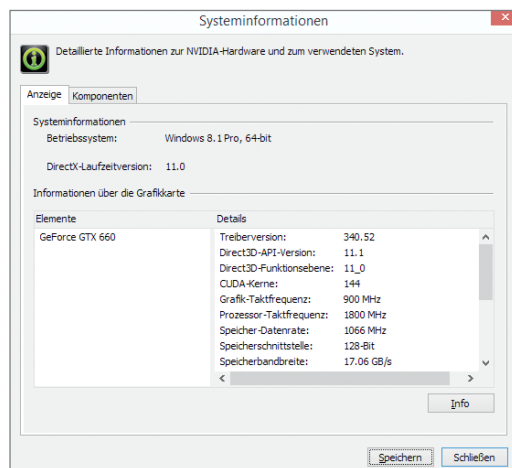 Systeminformationen
Detaillierte Informationen zur NVIDIA-Hardware und zum verwendeten System.
Anzeige Komponenten
Systeminformationen
Betriebssystem: Windows 8.1 Pro, 64-bit
DirectX-Laufzeitversion: 11.0
Informationen über die Grafikkarte
Elemente Details
GeForce GTX 660 Treiberversion: 340.52
Direct3D-API-Version: 11.1
Direct3D-Funktionsebene: 11_0
CUDA-Kerne: 144
Grafik-Taktfrequenz: 900 MHz
Prozessor-Taktfrequenz: 1800 MHz
Speicher-Datenrate: 1066 MHz
Speicherschnittstelle: 128-Bit
Speicherbandbreite: 17.06 GB/s
Info
Speichern Schließen